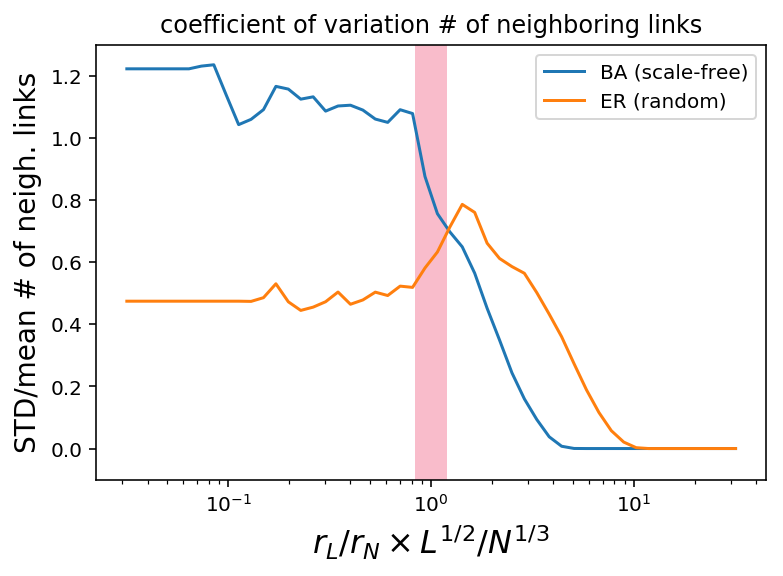 coefficient of variation # of neighboring links
STD/mean # of neigh. links
1.2
1.0
0.8
0.6
0.4
0.2
0.0
BA (scale-free)
ER (random)
10⁻¹
10⁰
10¹
r_L/r_N × L^{1/2}/N^{1/3}